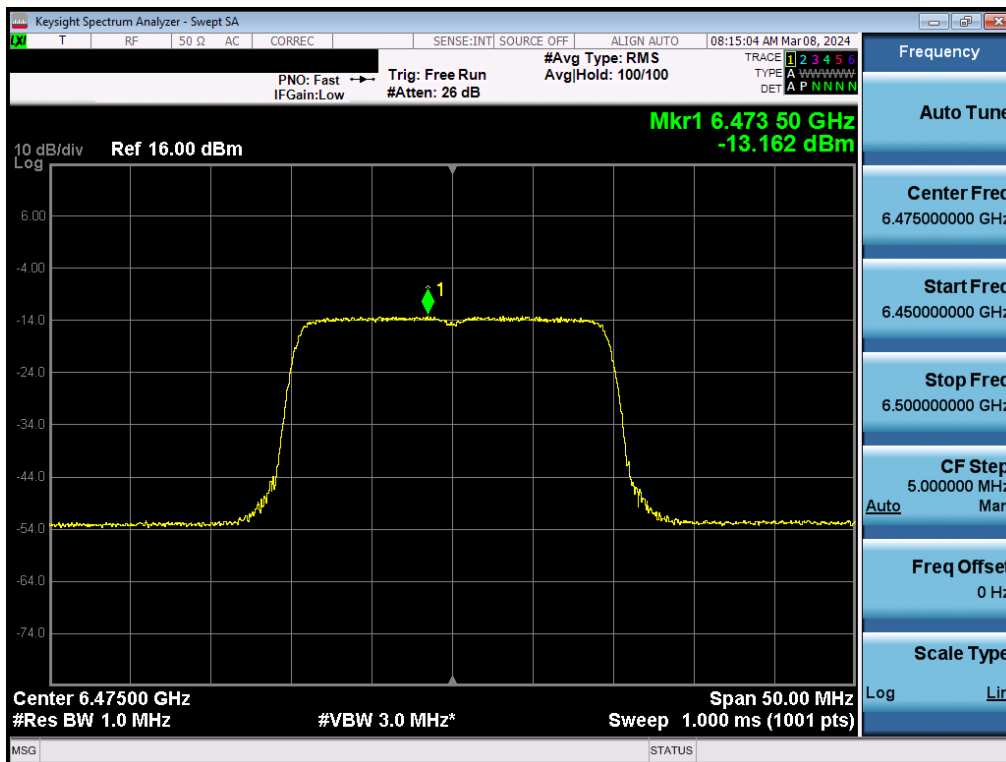 Keysight Spectrum Analyzer - Swept SA
LXI T RF 50 Ω AC CORREC SENSE:INT SOURCE OFF ALIGN AUTO 08:15:04 AM Mar 08, 2024
#Avg Type: RMS
Avg|Hold: 100/100
Trig: Free Run
#Atten: 26 dB
PNO: Fast
IFGain:Low
TRACE 1 2 3 4 5 6
TYPE A WWWWW
DET A P N N N N
Mkr1 6.473 50 GHz
-13.162 dBm
10 dB/div Ref 16.00 dBm
Log
6.00
-4.00
1
-14.0
-24.0
-34.0
-44.0
-54.0
-64.0
-74.0
Center 6.47500 GHz Span 50.00 MHz
#Res BW 1.0 MHz #VBW 3.0 MHz* Sweep 1.000 ms (1001 pts)
MSG STATUS
Frequency
Auto Tune
Center Freq
6.475000000 GHz
Start Freq
6.450000000 GHz
Stop Freq
6.500000000 GHz
CF Step
5.000000 MHz
Auto Man
Freq Offset
0 Hz
Scale Type
Log Lin